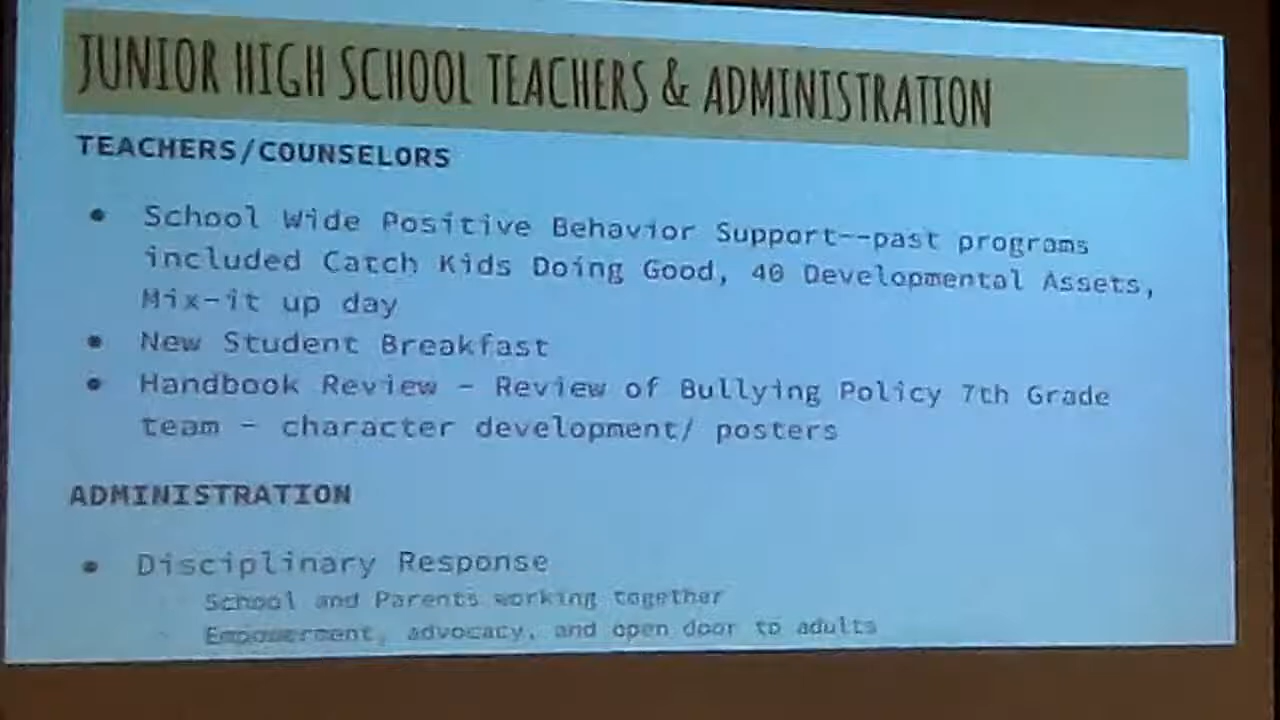 JUNIOR HIGH SCHOOL TEACHERS & ADMINISTRATION
TEACHERS/COUNSELORS
• School Wide Positive Behavior Support--past programs
included Catch Kids Doing Good, 40 Developmental Assets,
Mix-it up day
• New Student Breakfast
• Handbook Review - Review of Bullying Policy 7th Grade
team - character development/ posters
ADMINISTRATION
• Disciplinary Response
School and Parents working together
Empowerment, advocacy, and open door to adults